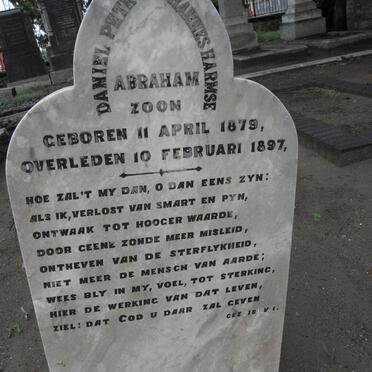 DANIEL PETRUS JOHANNES HARMSE
ABRAHAM
ZOON
GEBOREN 11 APRIL 1879,
OVERLEDEN 10 FEBRUARI 1897,
HOE ZAL'T MY DAN, O DAN EENS ZYN:
ALS IK, VERLOST VAN SMART EN PYN,
ONTWAAK TOT HOOGER WAARDE,
DOOR GEENE ZONDE MEER MISLEID,
ONTHEVEN VAN DE STERFLYKHEID,
NIET MEER DE MENSCH VAN AARDE;
WEES BLY IN MY, VOEL, TOT STERKING,
HIER DE WERKING VAN DAT LEVEN,
ZIEL: DAT GOD U DAAR ZAL GEVEN.
GEZ 18 V 1.